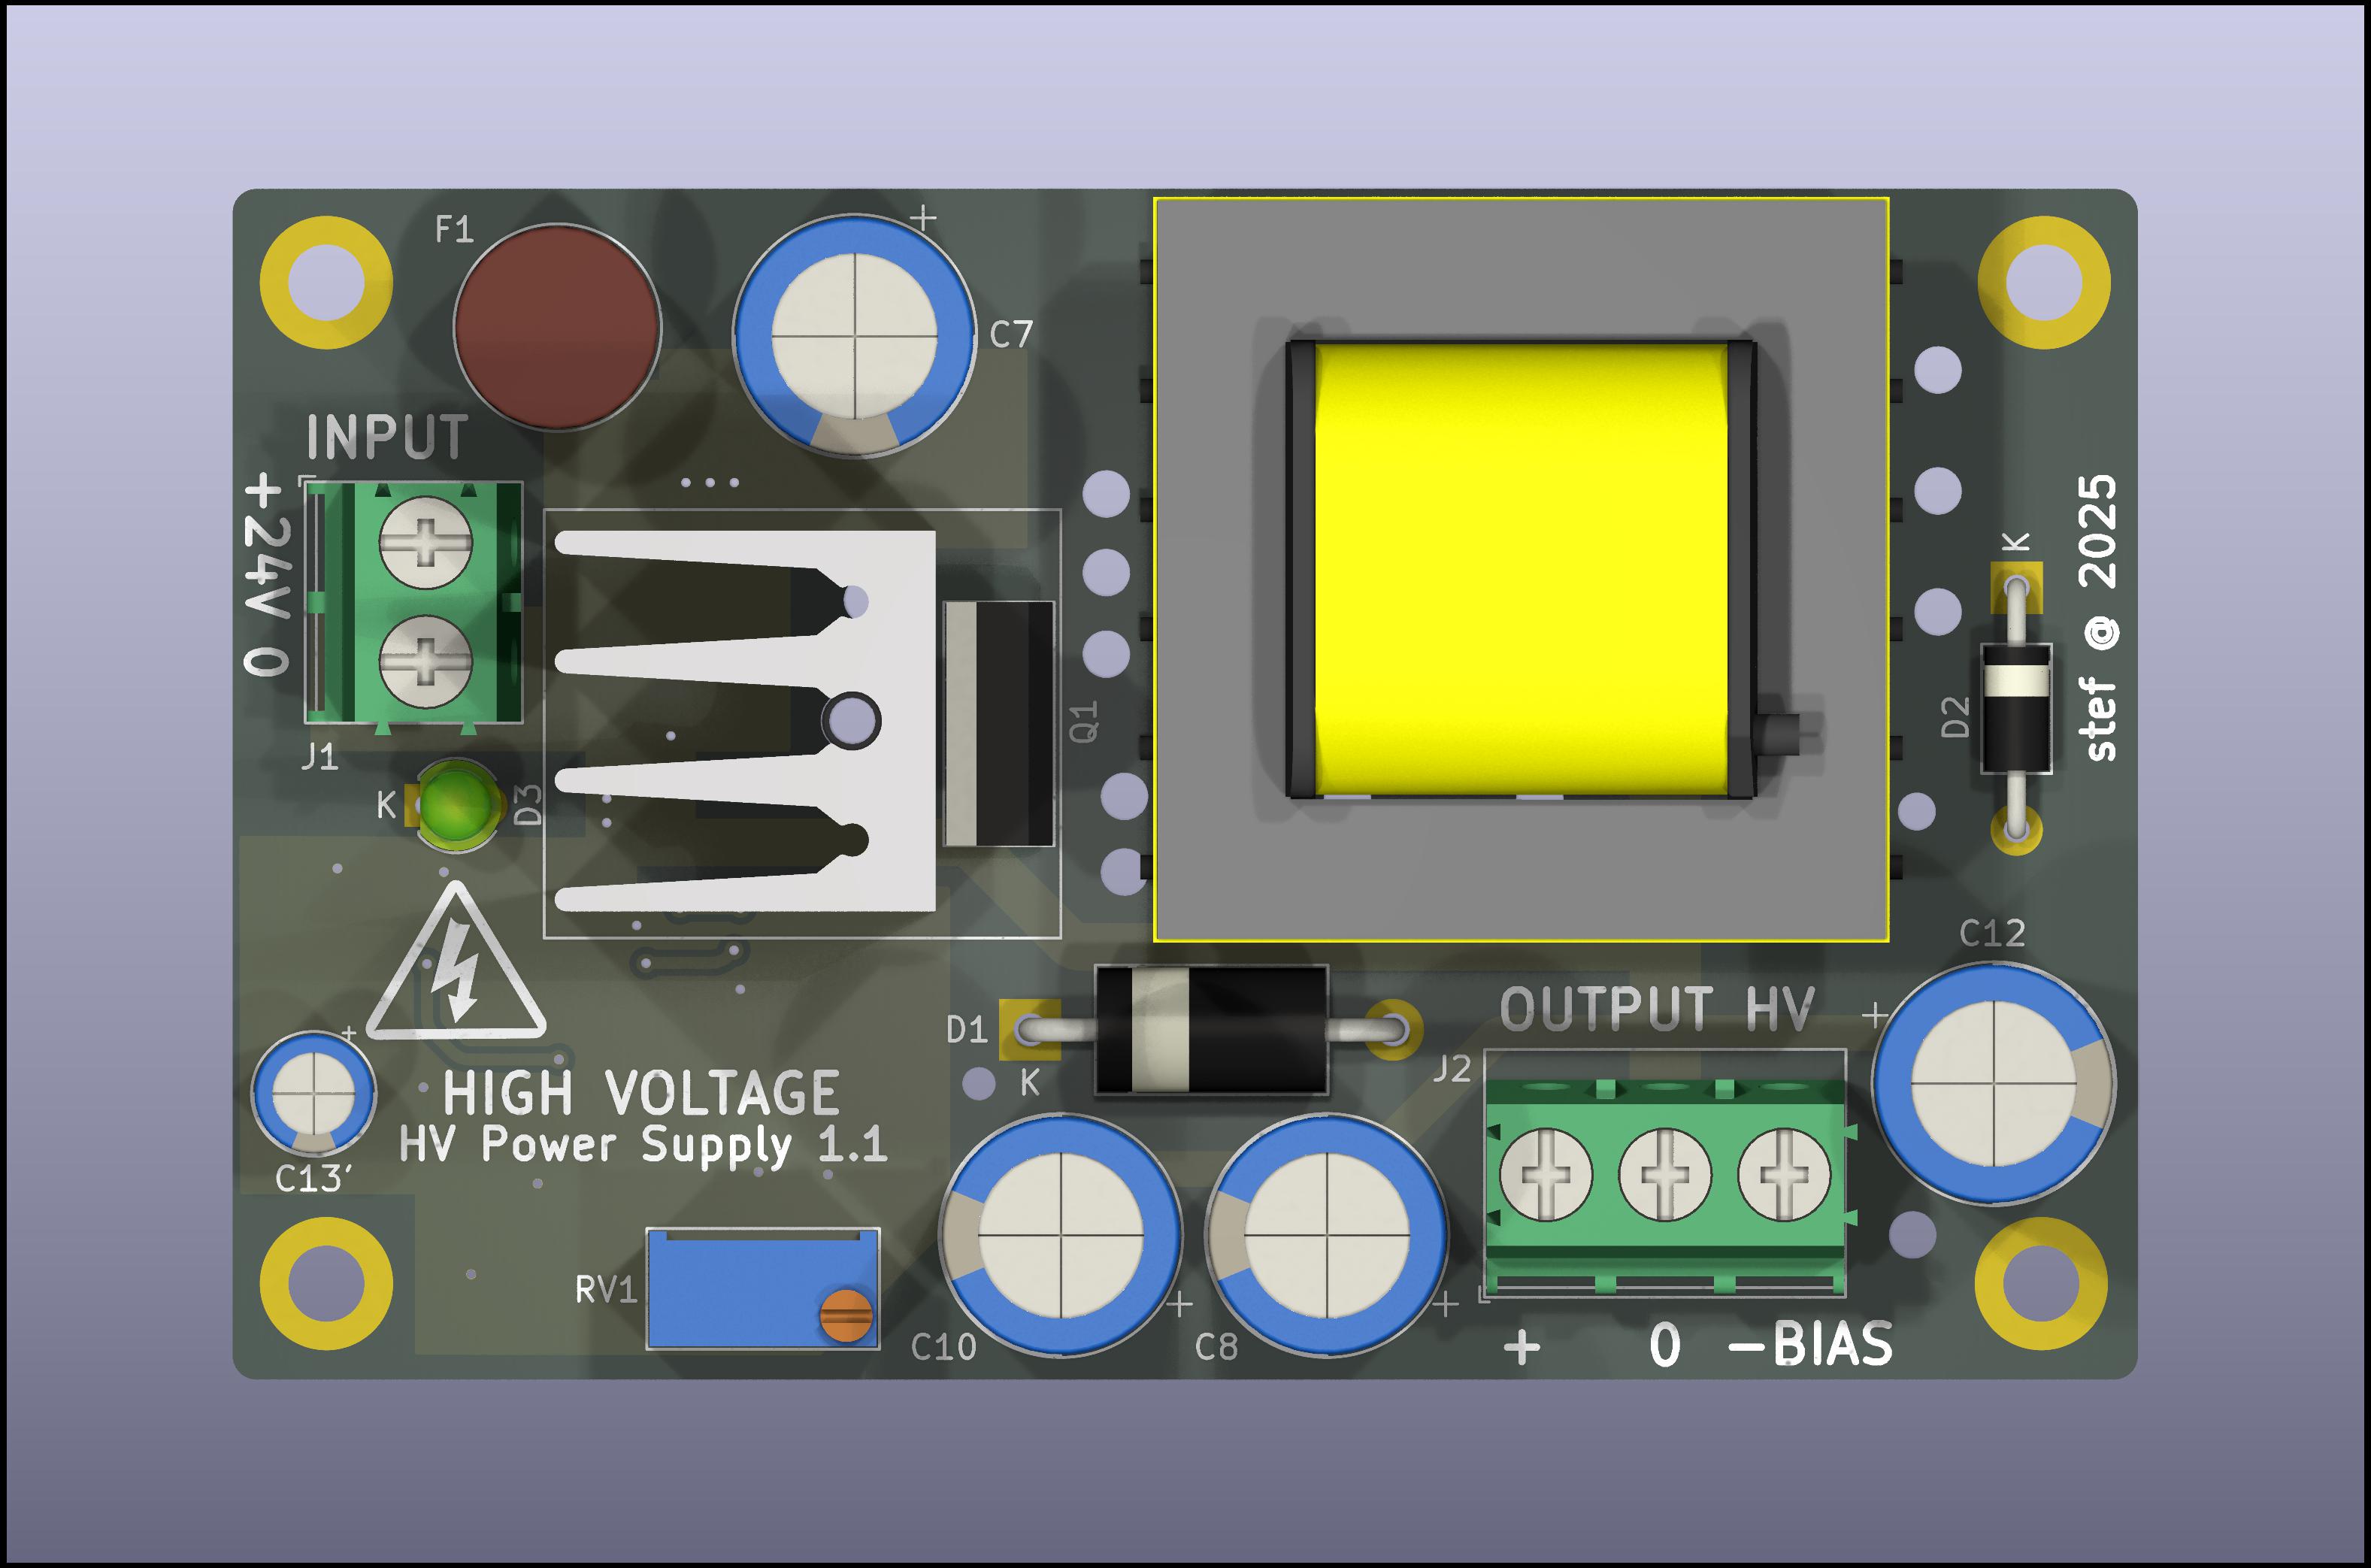 F1
+
C7
INPUT
+24V 0
J1
K
D3
Q1
K
D2
stef @ 2025
C12
+
D1
K
OUTPUT HV
J2
+
C13'
HIGH VOLTAGE
HV Power Supply 1.1
RV1
C10
+
C8
+
+ 0 -BIAS